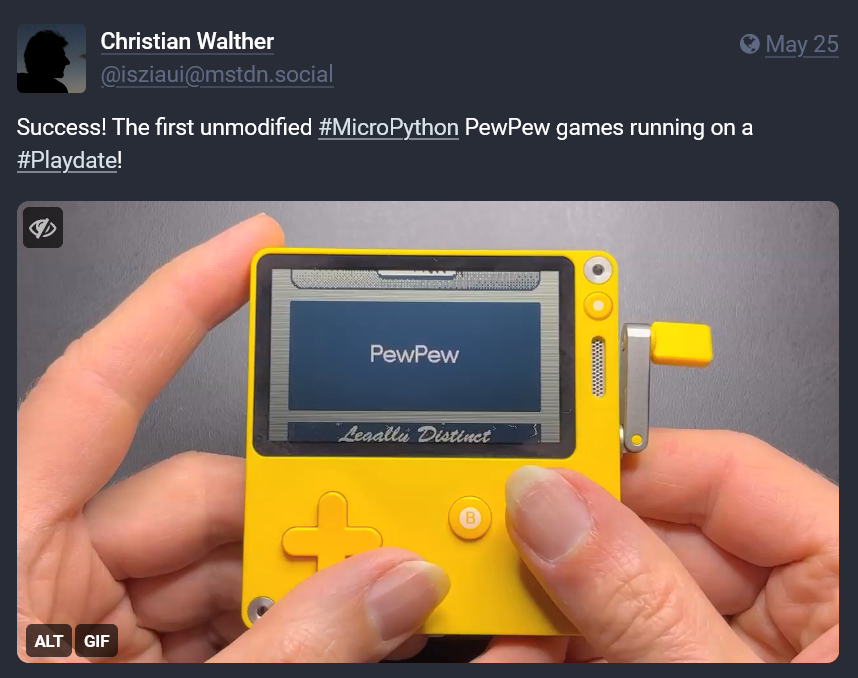 Christian Walther
May 25
@isziaui@mstdn.social
Success! The first unmodified #MicroPython PewPew games running on a
#Playdate!
PewPew
Legally Distinct
B
ALT GIF